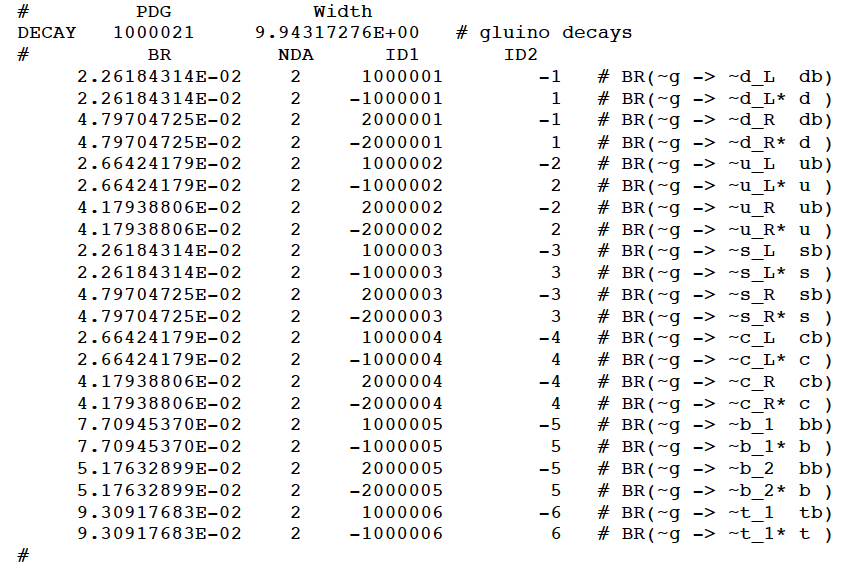 #         PDG            Width
DECAY   1000021     9.94317276E+00   # gluino decays
#          BR         NDA      ID1       ID2
     2.26184314E-02    2     1000001        -1   # BR(~g -> ~d_L  db)
     2.26184314E-02    2    -1000001         1   # BR(~g -> ~d_L* d )
     4.79704725E-02    2     2000001        -1   # BR(~g -> ~d_R  db)
     4.79704725E-02    2    -2000001         1   # BR(~g -> ~d_R* d )
     2.66424179E-02    2     1000002        -2   # BR(~g -> ~u_L  ub)
     2.66424179E-02    2    -1000002         2   # BR(~g -> ~u_L* u )
     4.17938806E-02    2     2000002        -2   # BR(~g -> ~u_R  ub)
     4.17938806E-02    2    -2000002         2   # BR(~g -> ~u_R* u )
     2.26184314E-02    2     1000003        -3   # BR(~g -> ~s_L  sb)
     2.26184314E-02    2    -1000003         3   # BR(~g -> ~s_L* s )
     4.79704725E-02    2     2000003        -3   # BR(~g -> ~s_R  sb)
     4.79704725E-02    2    -2000003         3   # BR(~g -> ~s_R* s )
     2.66424179E-02    2     1000004        -4   # BR(~g -> ~c_L  cb)
     2.66424179E-02    2    -1000004         4   # BR(~g -> ~c_L* c )
     4.17938806E-02    2     2000004        -4   # BR(~g -> ~c_R  cb)
     4.17938806E-02    2    -2000004         4   # BR(~g -> ~c_R* c )
     7.70945370E-02    2     1000005        -5   # BR(~g -> ~b_1  bb)
     7.70945370E-02    2    -1000005         5   # BR(~g -> ~b_1* b )
     5.17632899E-02    2     2000005        -5   # BR(~g -> ~b_2  bb)
     5.17632899E-02    2    -2000005         5   # BR(~g -> ~b_2* b )
     9.30917683E-02    2     1000006        -6   # BR(~g -> ~t_1  tb)
     9.30917683E-02    2    -1000006         6   # BR(~g -> ~t_1* t )
#